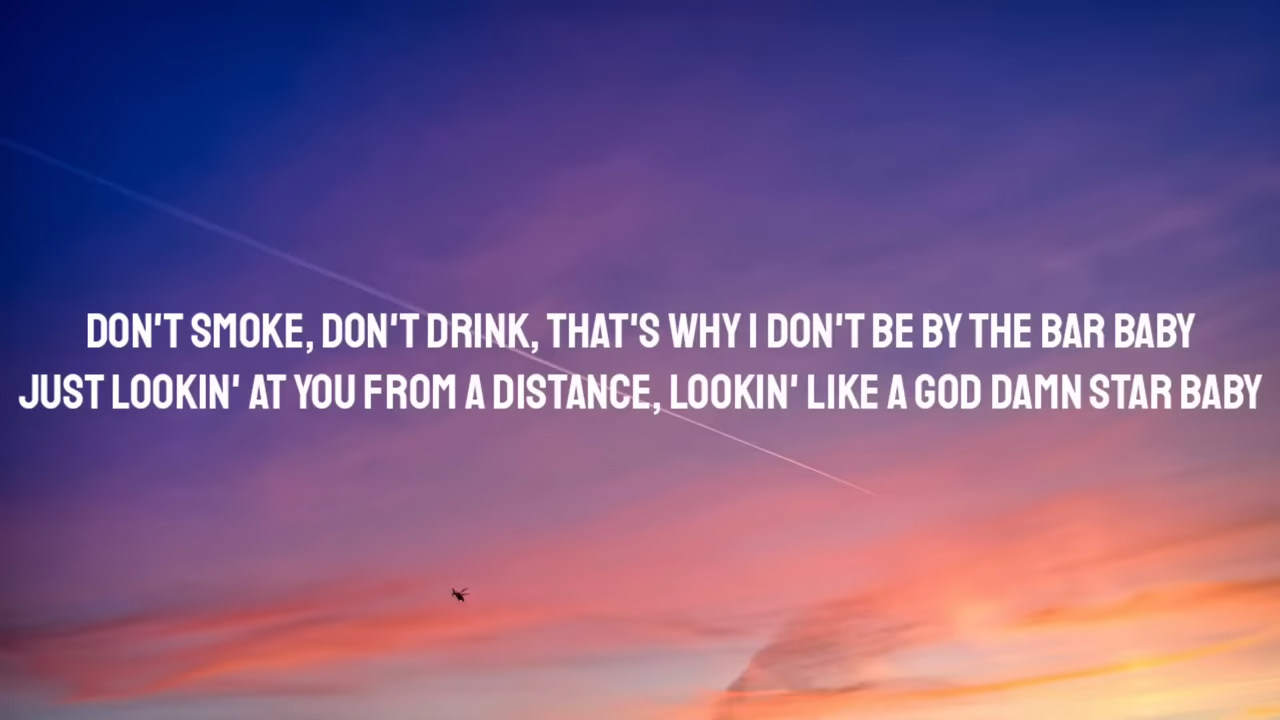 DON'T SMOKE, DON'T DRINK, THAT'S WHY I DON'T BE BY THE BAR BABY
JUST LOOKIN' AT YOU FROM A DISTANCE, LOOKIN' LIKE A GOD DAMN STAR BABY